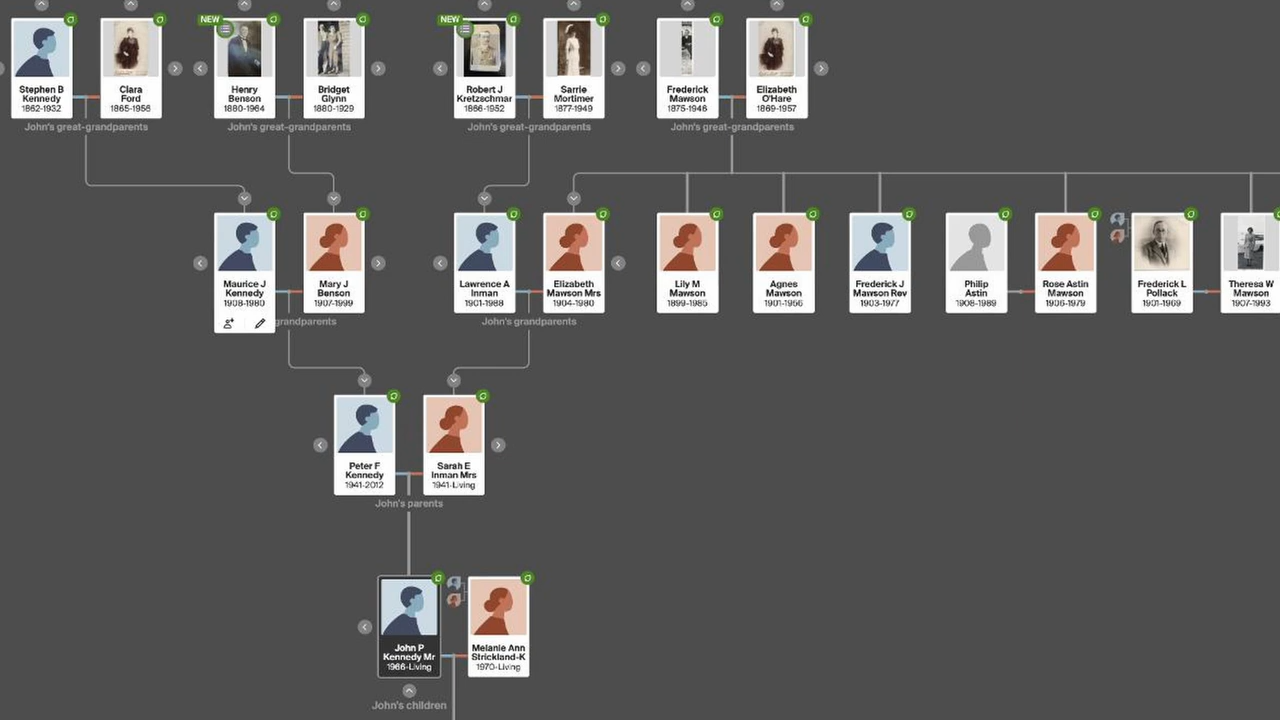 NEW
NEW
Stephen B
Kennedy
1862-1932
Clara
Ford
1865-1956
Henry
Benson
1880-1964
Bridget
Glynn
1880-1929
Robert J
Kretzschmar
1866-1952
Sarrie
Mortimer
1877-1949
Frederick
Mawson
1875-1946
Elizabeth
O'Hare
1869-1957
John's great-grandparents
John's great-grandparents
John's great-grandparents
John's great-grandparents
Maurice J
Kennedy
1908-1980
Mary J
Benson
1907-1999
Lawrence A
Inman
1901-1988
Elizabeth
Mawson Mrs
1904-1980
Lily M
Mawson
1899-1985
Agnes
Mawson
1901-1956
Frederick J
Mawson Rev
1903-1977
Philip
Astin
1908-1989
Rose Astin
Mawson
1906-1979
Frederick L
Pollack
1901-1969
Theresa W
Mawson
1907-1993
grandparents
John's grandparents
Peter F
Kennedy
1941-2012
Sarah E
Inman Mrs
1941-Living
John's parents
John P
Kennedy Mr
1966-Living
Melanie Ann
Strickland-K
1970-Living
John's children